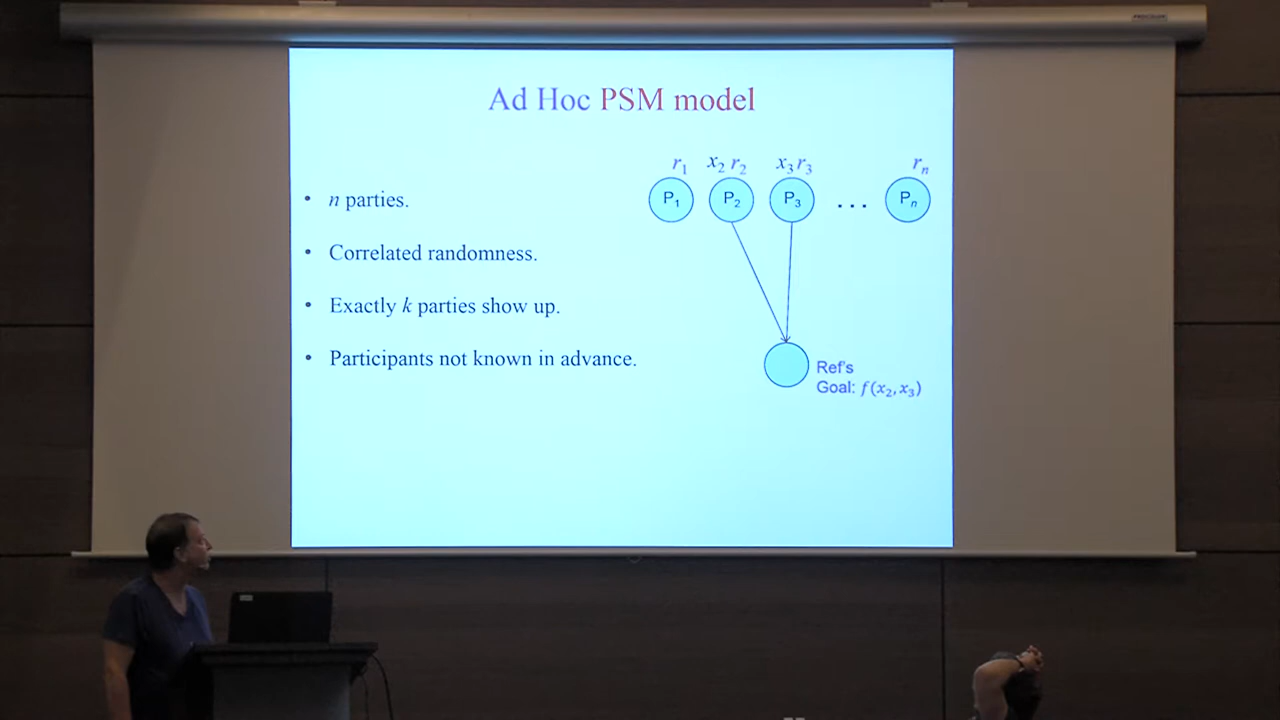 Ad Hoc PSM model
• n parties.
• Correlated randomness.
• Exactly k parties show up.
• Participants not known in advance.
r₁ x₂ r₂ x₃ r₃ rₙ
P₁ P₂ P₃ . . . Pₙ
Ref's
Goal: f(x₂, x₃)